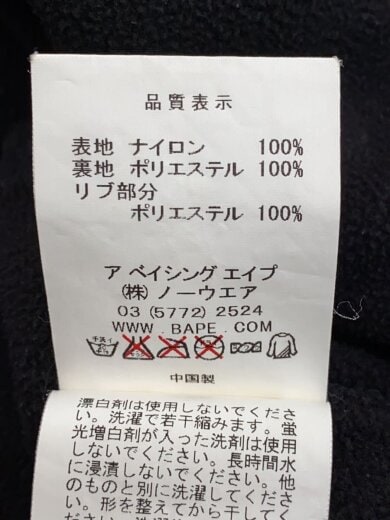 品質表示
表地 ナイロン 100%
裏地 ポリエステル 100%
リブ部分
ポリエステル 100%
ア ベイシング エイプ
(株) ノーウエア
03 (5772) 2524
WWW . BAPE . COM
手洗イ
中国製
漂白剤は使用しないでくださ
い。洗濯で若干縮みます。蛍
光増白剤が入った洗剤は使用
しないでください。長時間水
に浸漬しないでください。他
のものと別に洗濯してくださ
い。形を整えてから干してく